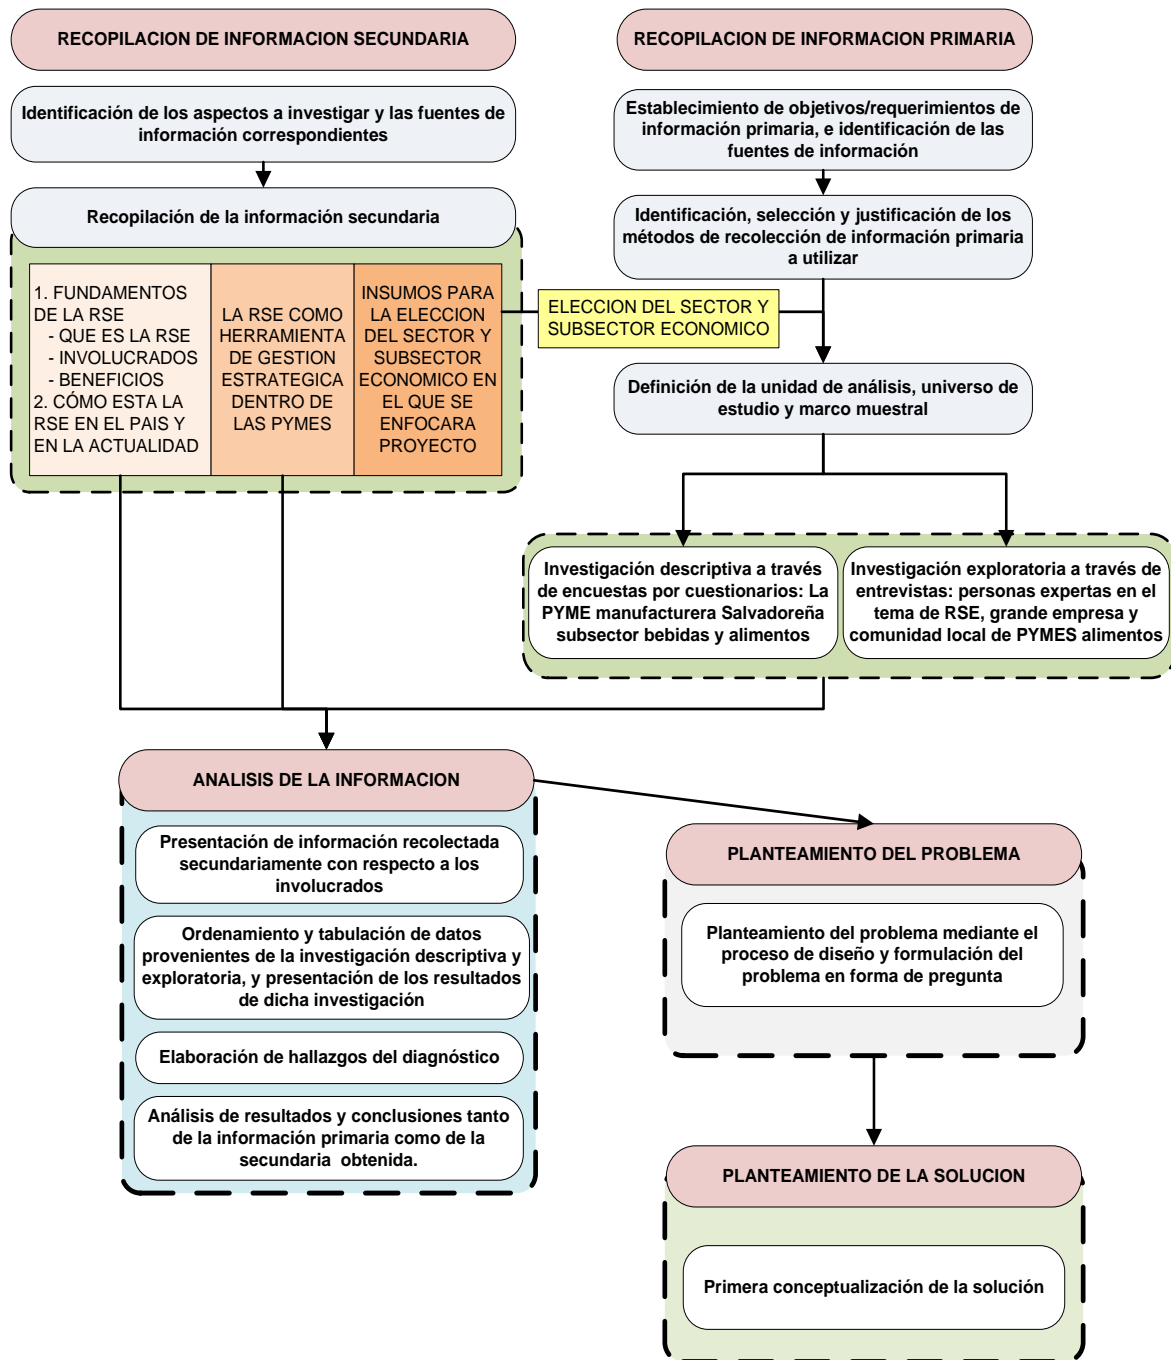 RECOPILACION DE INFORMACION SECUNDARIA
Identificación de los aspectos a investigar y las fuentes de
información correspondientes
Recopilación de la información secundaria
1. FUNDAMENTOS
DE LA RSE
- QUE ES LA RSE
- INVOLUCRADOS
- BENEFICIOS
2. CÓMO ESTA LA
RSE EN EL PAIS Y
EN LA ACTUALIDAD
LA RSE COMO
HERRAMIENTA
DE GESTION
ESTRATEGICA
DENTRO DE
LAS PYMES
INSUMOS PARA
LA ELECCION
DEL SECTOR Y
SUBSECTOR
ECONOMICO EN
EL QUE SE
ENFOCARA
PROYECTO
RECOPILACION DE INFORMACION PRIMARIA
Establecimiento de objetivos/requerimientos de
información primaria, e identificación de las
fuentes de información
Identificación, selección y justificación de los
métodos de recolección de información primaria
a utilizar
ELECCION DEL SECTOR Y
SUBSECTOR ECONOMICO
Definición de la unidad de análisis, universo de
estudio y marco muestral
Investigación descriptiva a través
de encuestas por cuestionarios: La
PYME manufacturera Salvadoreña
subsector bebidas y alimentos
Investigación exploratoria a través de
entrevistas: personas expertas en el
tema de RSE, grande empresa y
comunidad local de PYMES alimentos
ANALISIS DE LA INFORMACION
Presentación de información recolectada
secundariamente con respecto a los
involucrados
Ordenamiento y tabulación de datos
provenientes de la investigación descriptiva y
exploratoria, y presentación de los resultados
de dicha investigación
Elaboración de hallazgos del diagnóstico
Análisis de resultados y conclusiones tanto
de la información primaria como de la
secundaria obtenida.
PLANTEAMIENTO DEL PROBLEMA
Planteamiento del problema mediante el
proceso de diseño y formulación del
problema en forma de pregunta
PLANTEAMIENTO DE LA SOLUCION
Primera conceptualización de la solución